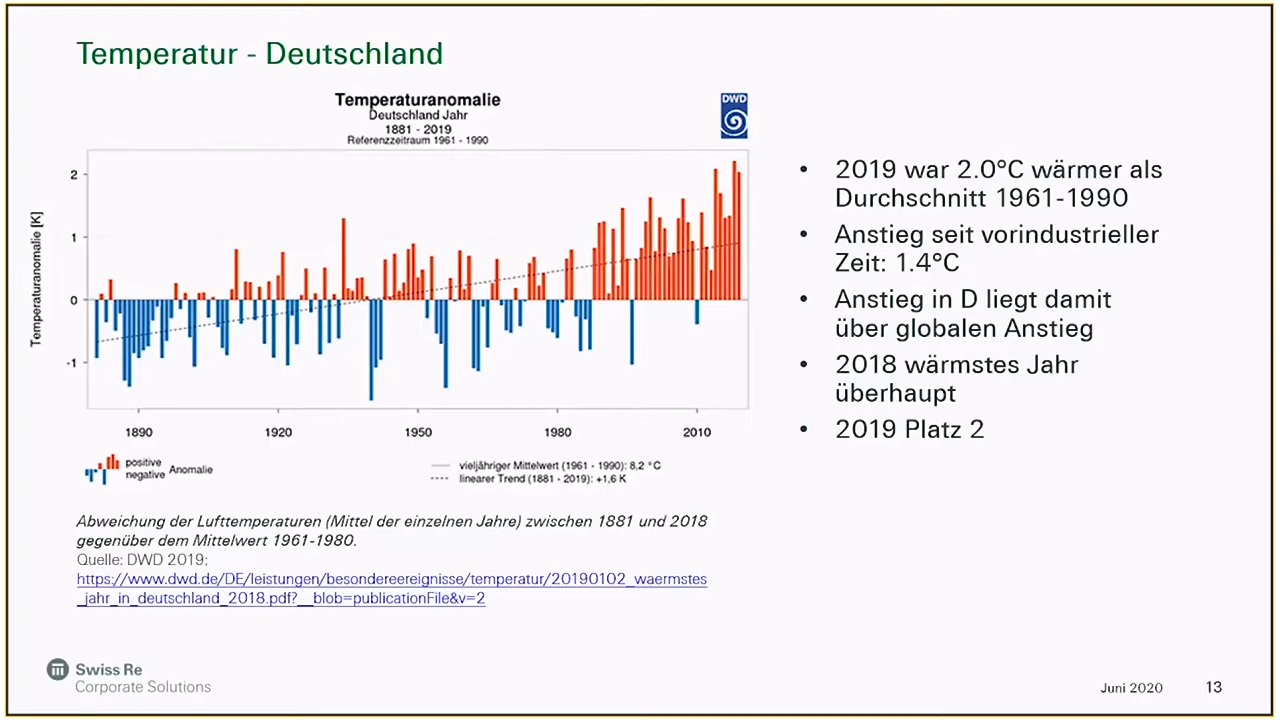 Temperatur - Deutschland
Temperaturanomalie
Deutschland Jahr
1881 - 2019
Referenzzeitraum 1961 - 1990
DWD
Temperaturanomalie [K]
2
1
0
-1
1890
1920
1950
1980
2010
positive
negative
Anomalie
vieljähriger Mittelwert (1961 - 1990): 8,2 °C
linearer Trend (1881 - 2019): +1,6 K
Abweichung der Lufttemperaturen (Mittel der einzelnen Jahre) zwischen 1881 und 2018
gegenüber dem Mittelwert 1961-1980.
Quelle: DWD 2019;
https://www.dwd.de/DE/leistungen/besondereereignisse/temperatur/20190102_waermstes
_jahr_in_deutschland_2018.pdf?__blob=publicationFile&v=2
• 2019 war 2.0°C wärmer als
Durchschnitt 1961-1990
• Anstieg seit vorindustrieller
Zeit: 1.4°C
• Anstieg in D liegt damit
über globalen Anstieg
• 2018 wärmstes Jahr
überhaupt
• 2019 Platz 2
Swiss Re
Corporate Solutions
Juni 2020
13